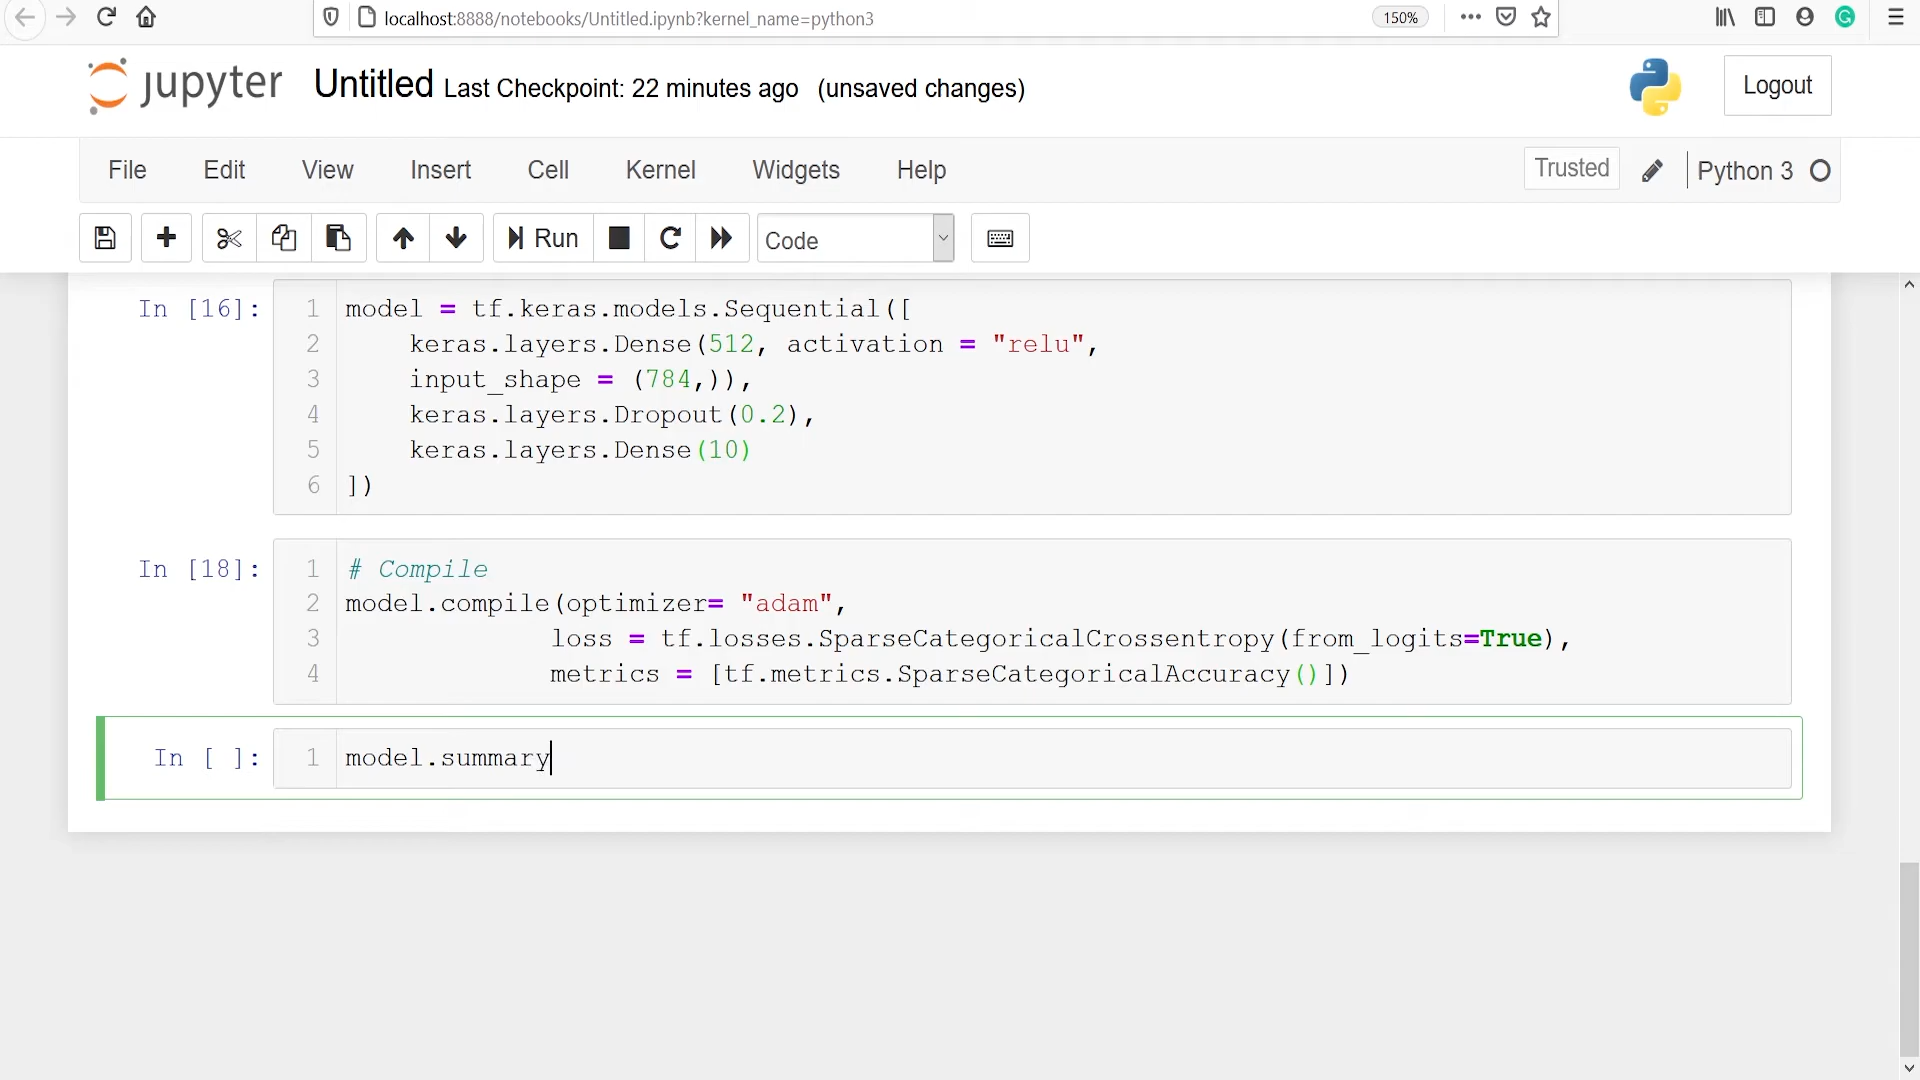 localhost:8888/notebooks/Untitled.ipynb?kernel_name=python3
150%
G
jupyter Untitled Last Checkpoint: 22 minutes ago (unsaved changes)
Logout
File Edit View Insert Cell Kernel Widgets Help
Trusted
Python 3
Run
Code
In [16]:
1 model = tf.keras.models.Sequential([
2 keras.layers.Dense(512, activation = "relu",
3 input_shape = (784,)),
4 keras.layers.Dropout(0.2),
5 keras.layers.Dense(10)
6 ])
In [18]:
1 # Compile
2 model.compile(optimizer= "adam",
3 loss = tf.losses.SparseCategoricalCrossentropy(from_logits=True),
4 metrics = [tf.metrics.SparseCategoricalAccuracy()])
In [ ]:
1 model.summary